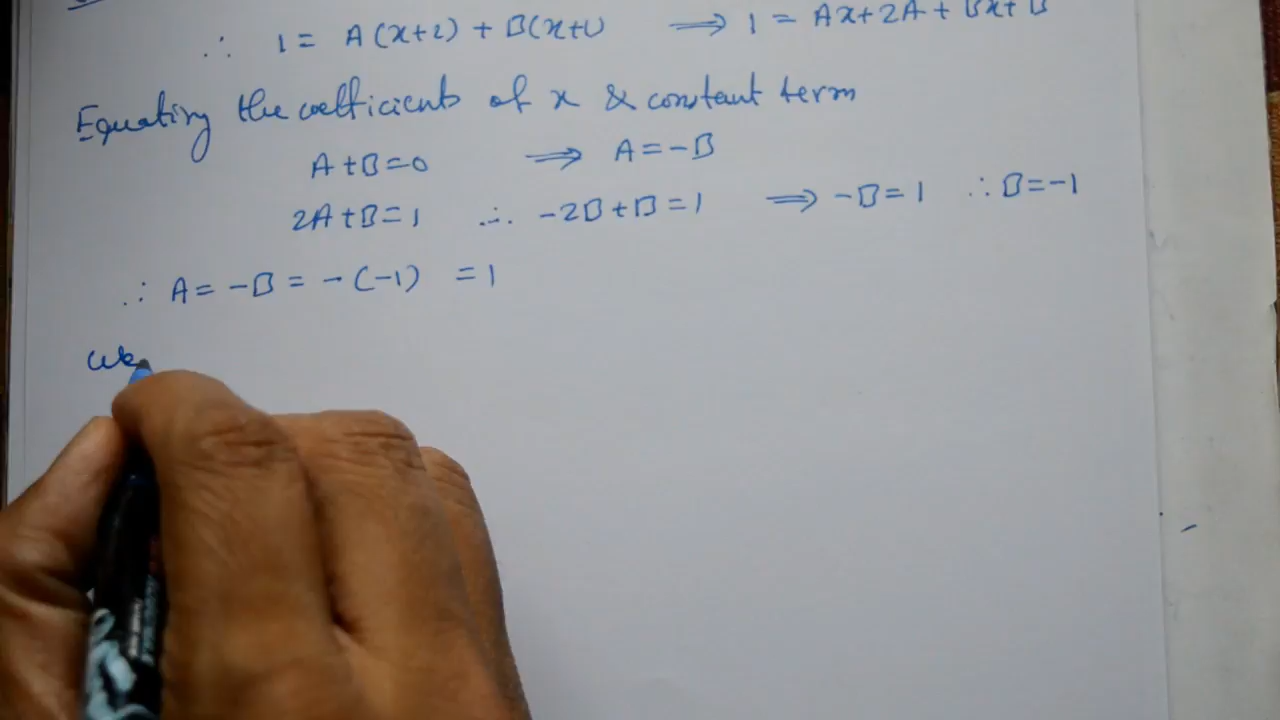 ∴ 1 = A(x+2) + B(x+1) ⟹ 1 = Ax+2A + Bx+B
Equating the coefficients of x & constant term
A+B=0 ⟹ A=-B
2A+B=1 ∴ -2B+B=1 ⟹ -B=1 ∴ B=-1
∴ A= -B = -(-1) = 1
We